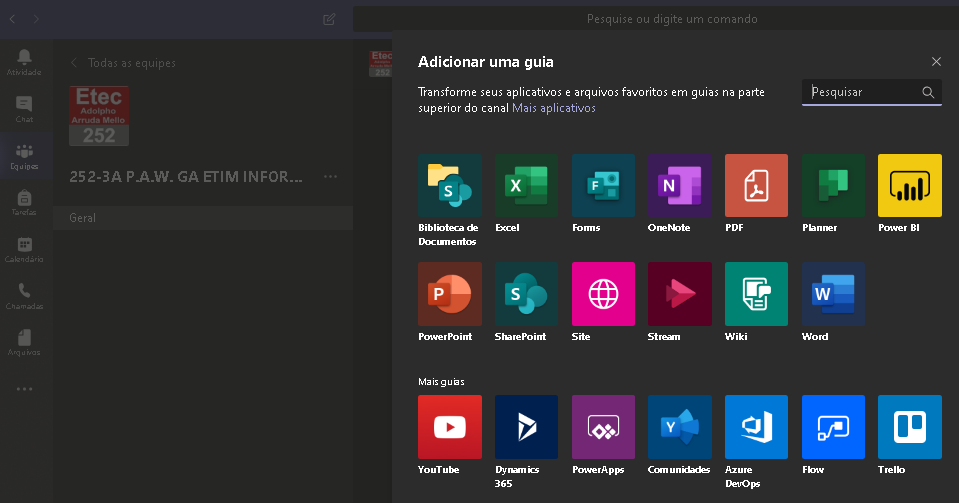 Pesquise ou digite um comando
Atividade
Chat
Equipes
Tarefas
Calendário
Chamadas
Arquivos
Todas as equipes
Etec
Adolpho
Arruda Mello
252
252-3A P.A.W. GA ETIM INFOR...
Geral
Etec
252
Adicionar uma guia
Transforme seus aplicativos e arquivos favoritos em guias na parte
superior do canal Mais aplicativos
Pesquisar
Biblioteca de
Documentos
Excel
Forms
OneNote
PDF
Planner
Power BI
PowerPoint
SharePoint
Site
Stream
Wiki
Word
Mais guias
YouTube
Dynamics
365
PowerApps
Comunidades
Azure
DevOps
Flow
Trello